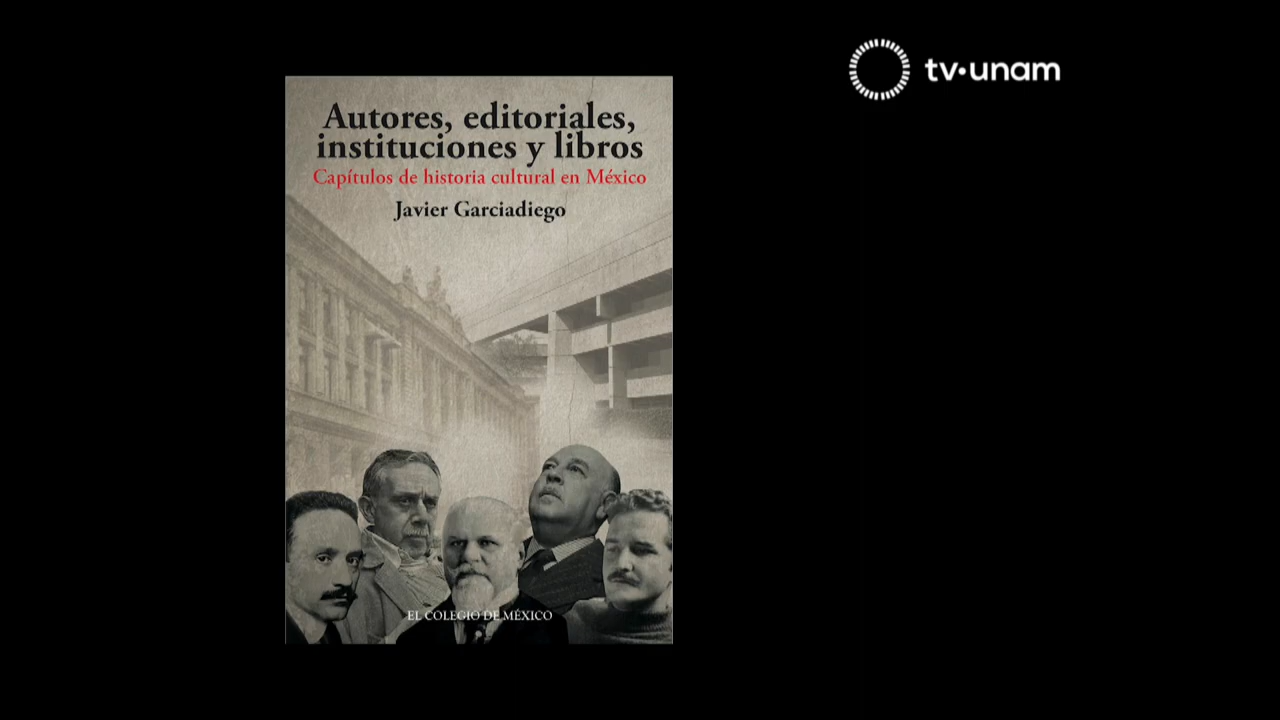 Autores, editoriales,
instituciones y libros
Capítulos de historia cultural en México
Javier Garciadiego
EL COLEGIO DE MÉXICO
tv·unam